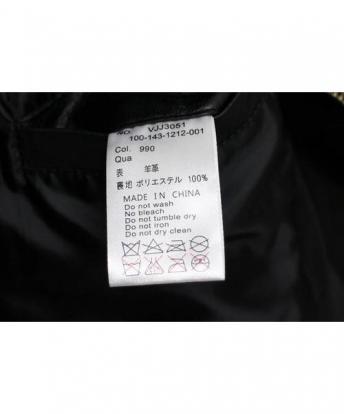 NO. VJJ3051
100-143-1212-001
Col. 990
Qua
表 羊革
裏地 ポリエステル 100%
MADE IN CHINA
Do not wash
No bleach
Do not tumble dry
Do not iron
Do not dry clean